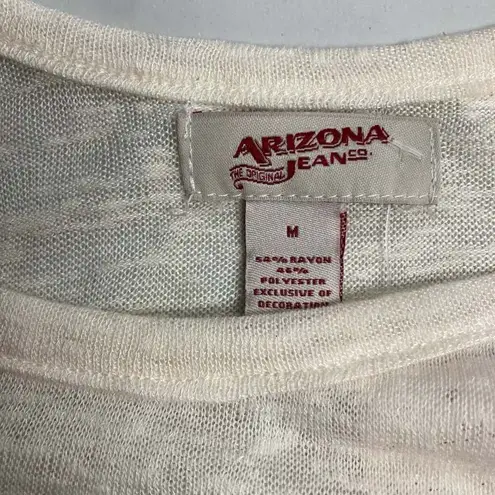 ARIZONA
THE ORIGINAL JEAN CO.
M
54% RAYON
46%
POLYESTER
EXCLUSIVE OF
DECORATION